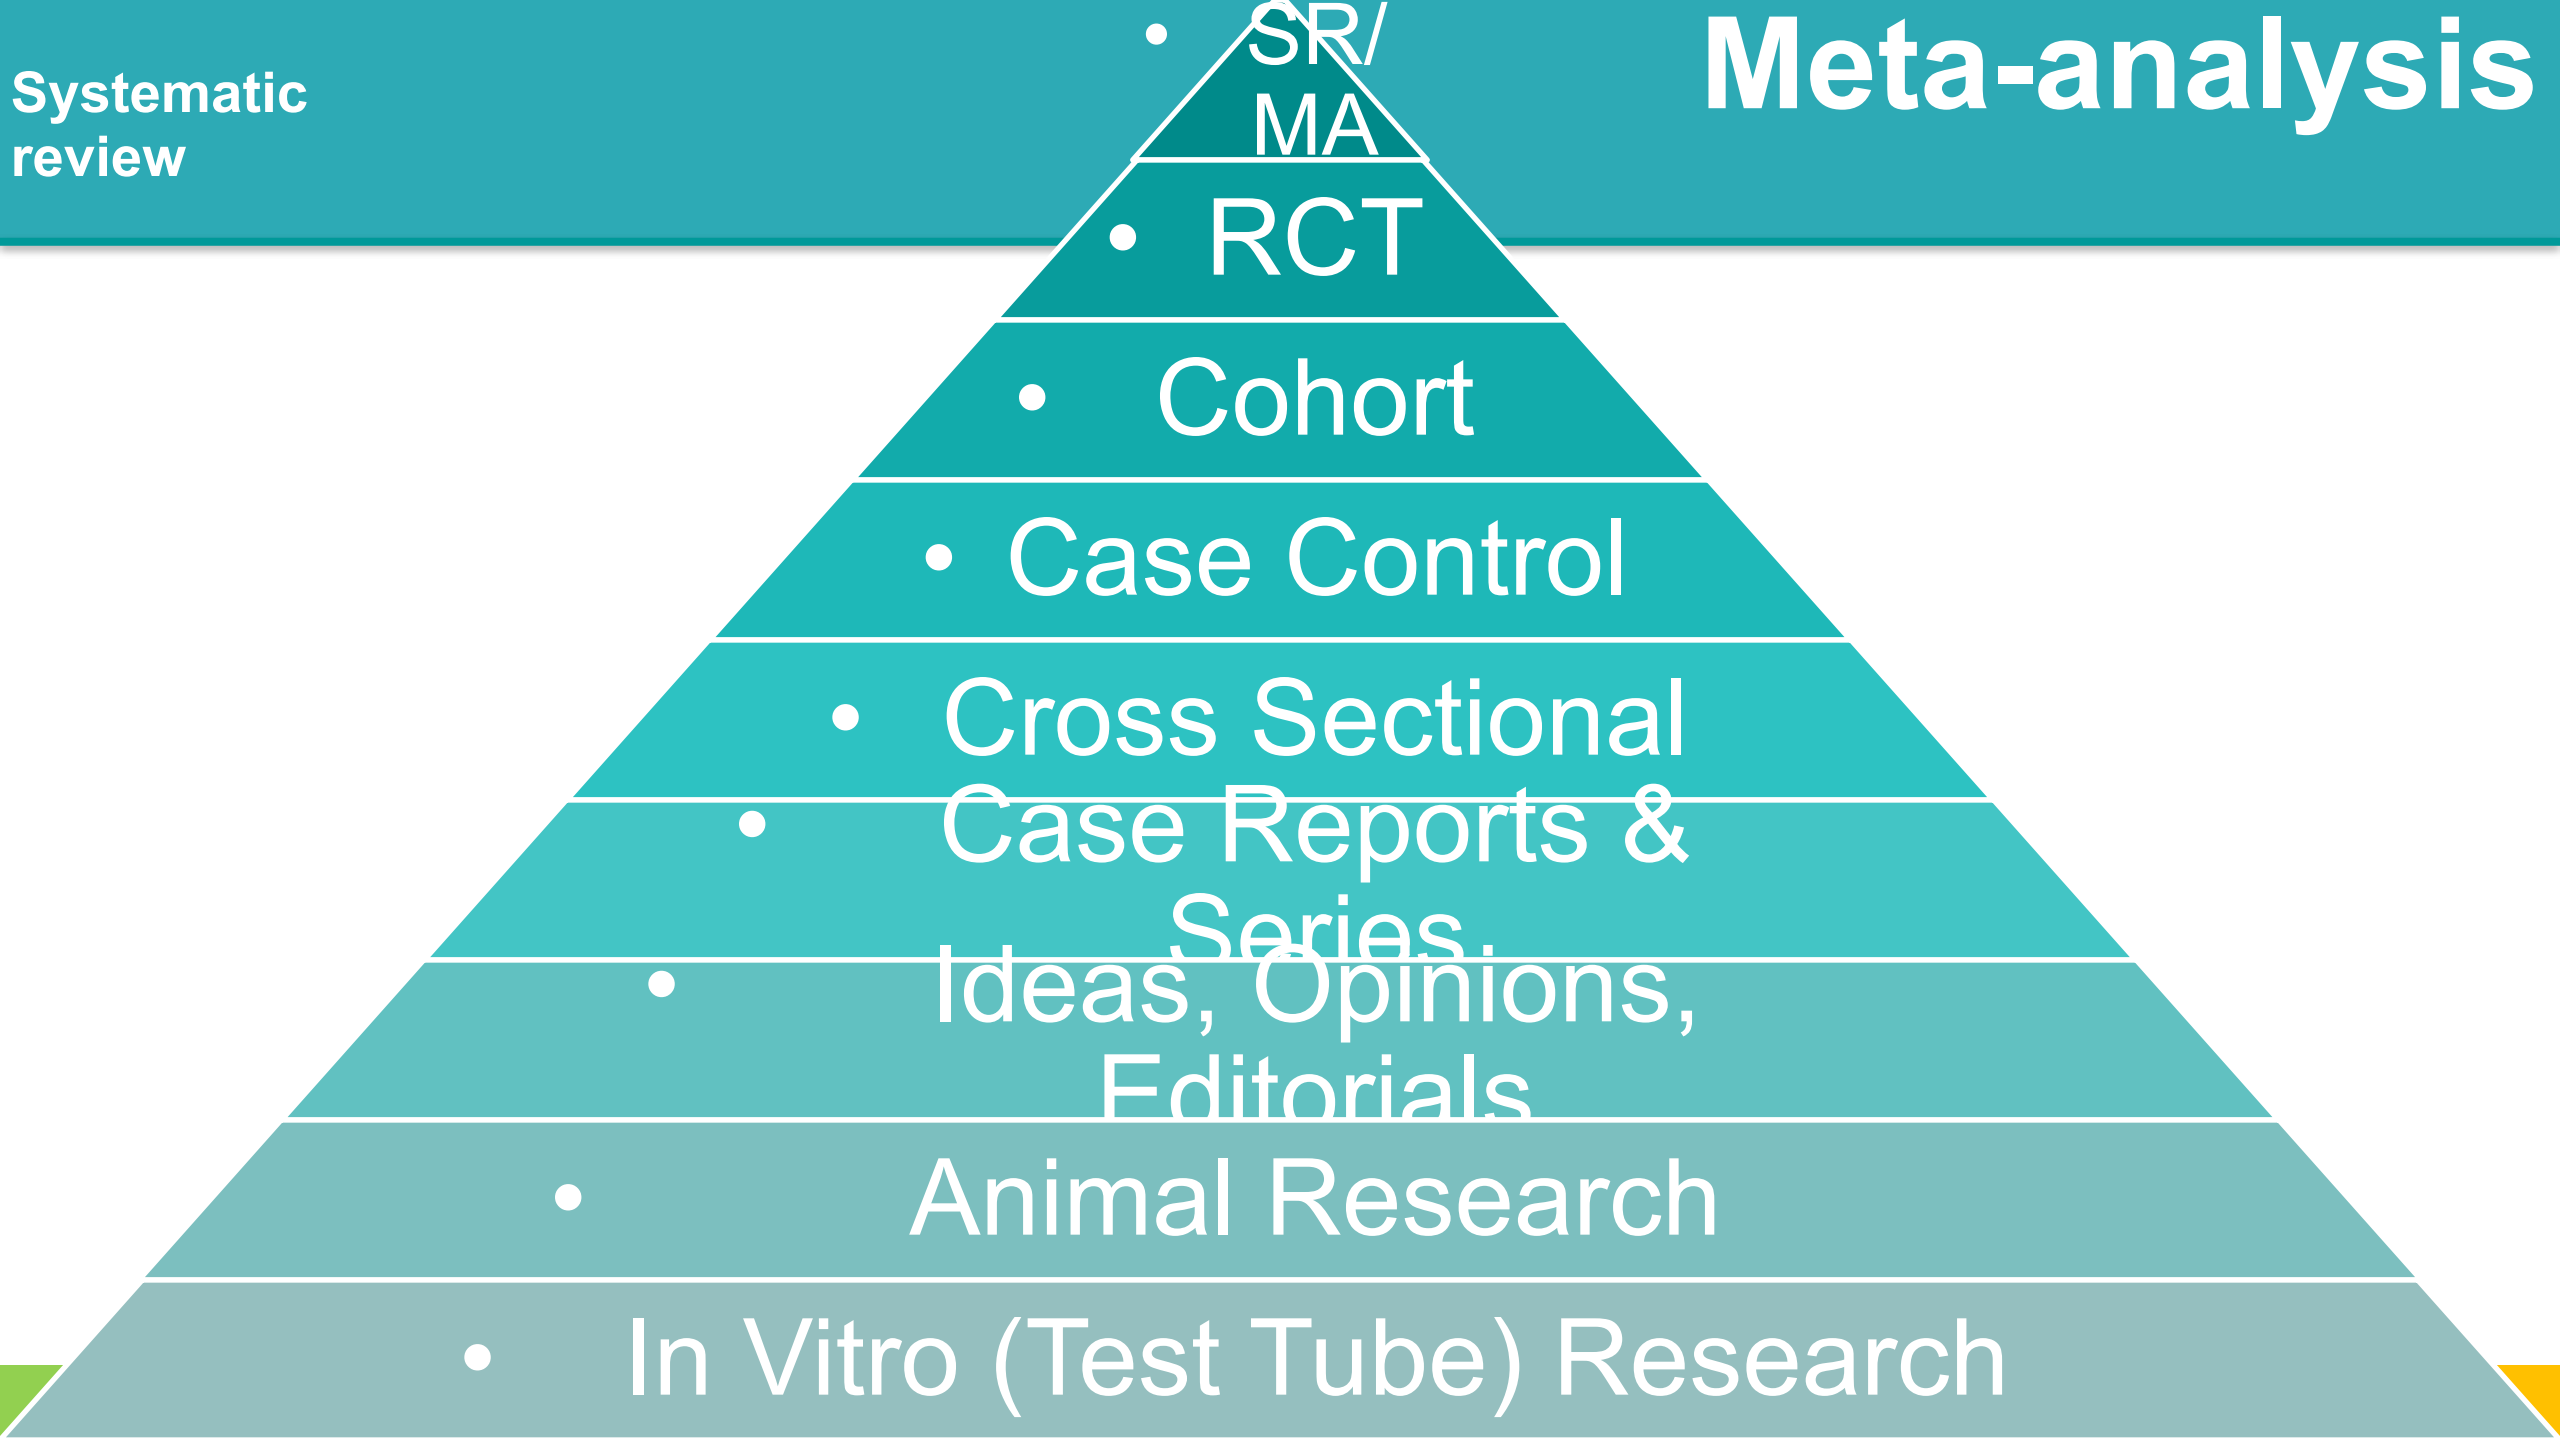 Systematic
review
Meta-analysis
• SR/
MA
• RCT
• Cohort
• Case Control
• Cross Sectional
• Case Reports &
Series
• Ideas, Opinions,
Editorials
• Animal Research
• In Vitro (Test Tube) Research